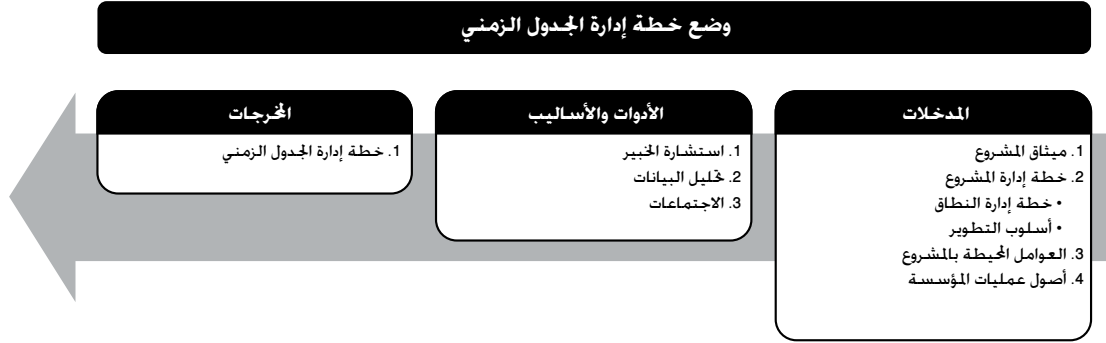 وضع خطة إدارة الجدول الزمني
المدخلات
1. ميثاق المشروع
2. خطة إدارة المشروع
• خطة إدارة النطاق
• أسلوب التطوير
3. العوامل المحيطة بالمشروع
4. أصول عمليات المؤسسة
الأدوات والأساليب
1. استشارة الخبير
2. تحليل البيانات
3. الاجتماعات
المخرجات
1. خطة إدارة الجدول الزمني